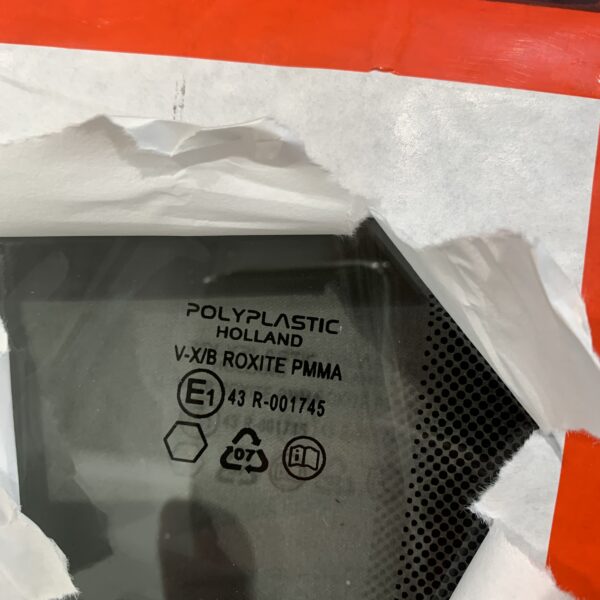 POLYPLASTIC
HOLLAND
V-X/B ROXITE PMMA
E1 43 R-001745
07